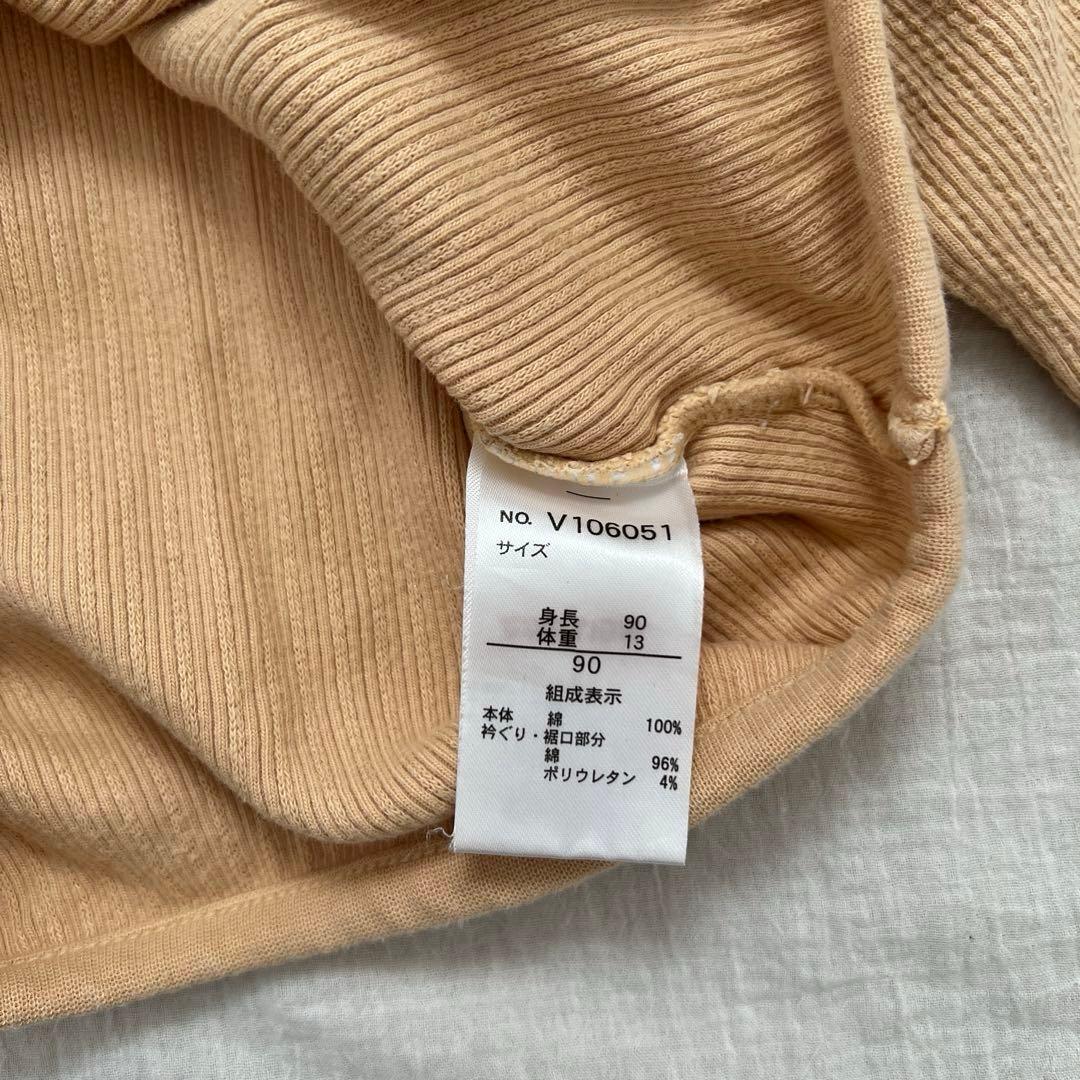 NO. V106051
サイズ
身長 90
体重 13
90
組成表示
本体 綿 100%
衿ぐり・裾口部分
綿 96%
ポリウレタン 4%